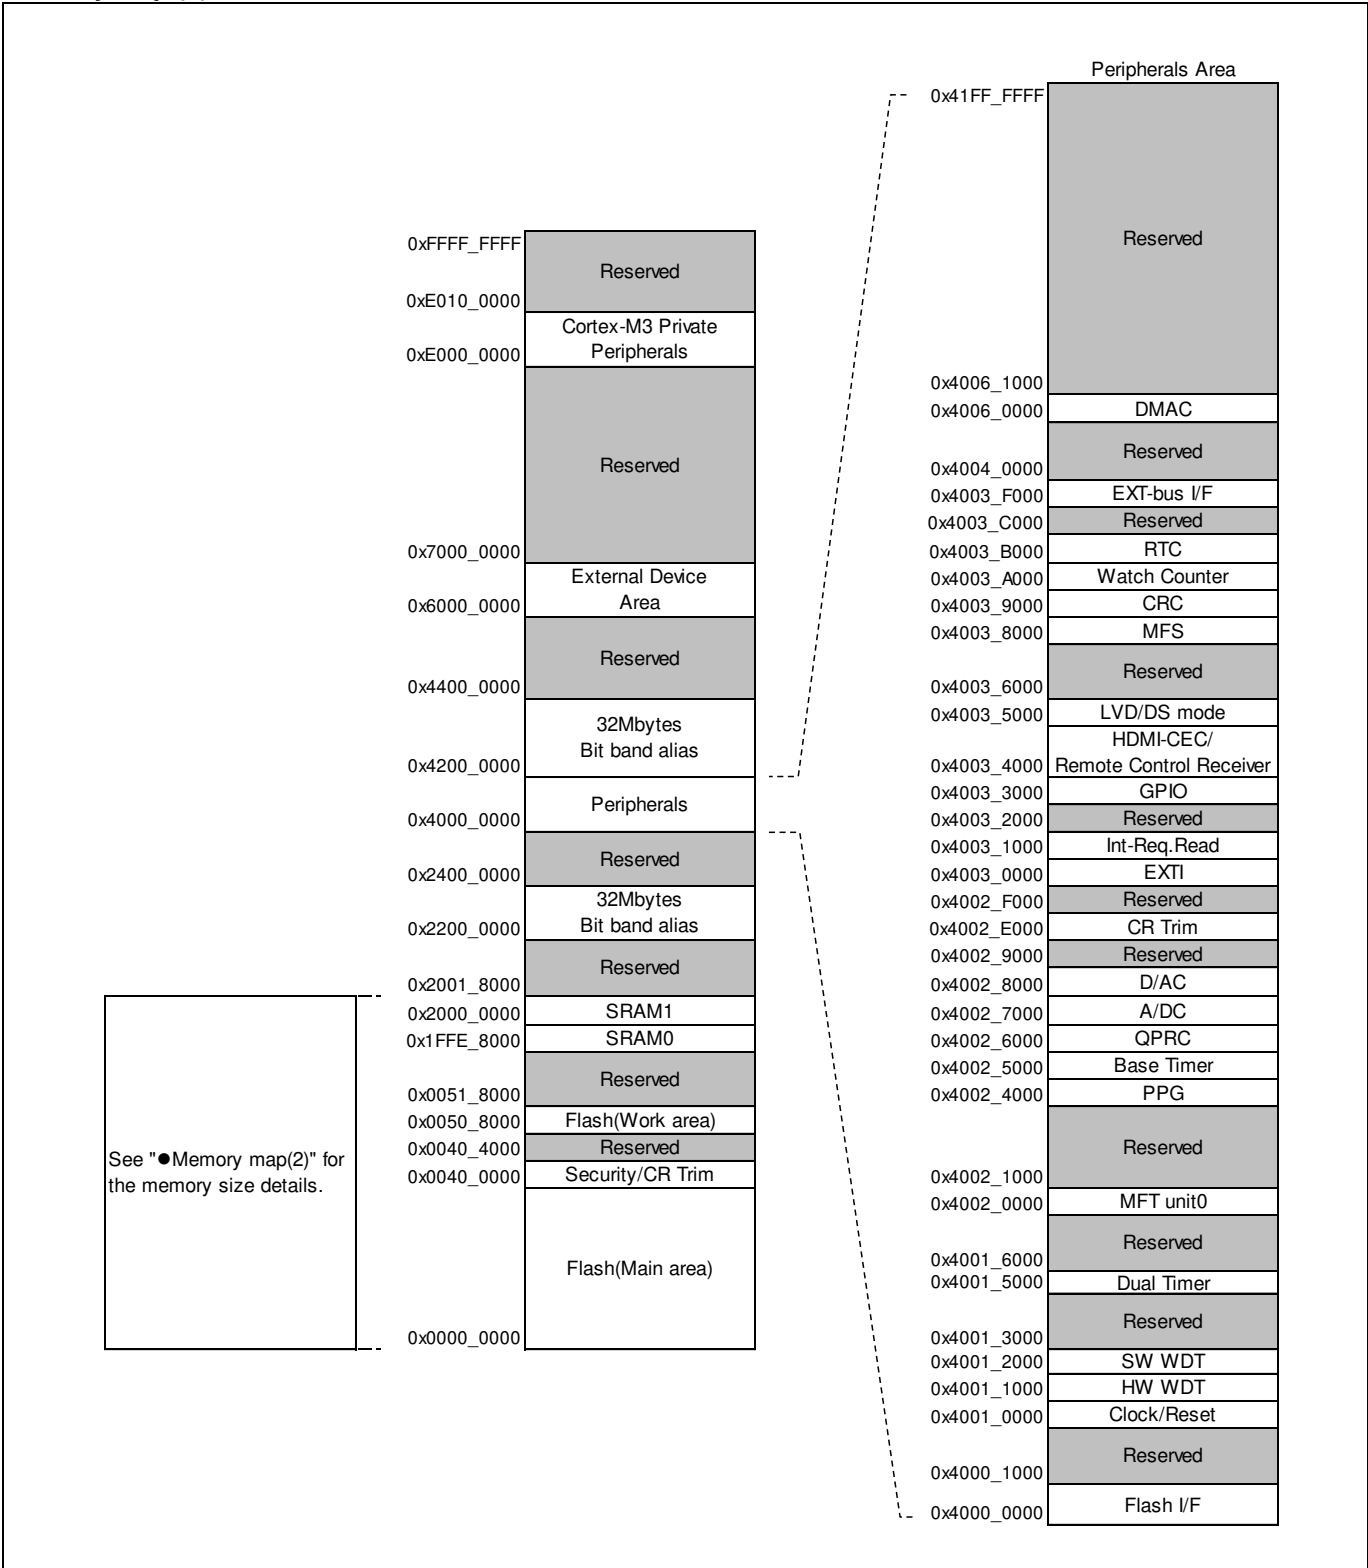 Peripherals Area
0x41FF_FFFF
Reserved
0x4006_1000
0x4006_0000 DMAC
Reserved
0x4004_0000
0x4003_F000 EXT-bus I/F
0x4003_C000 Reserved
0x4003_B000 RTC
0x4003_A000 Watch Counter
0x4003_9000 CRC
0x4003_8000 MFS
Reserved
0x4003_6000
0x4003_5000 LVD/DS mode
HDMI-CEC/
0x4003_4000 Remote Control Receiver
0x4003_3000 GPIO
0x4003_2000 Reserved
0x4003_1000 Int-Req.Read
0x4003_0000 EXTI
0x4002_F000 Reserved
0x4002_E000 CR Trim
0x4002_9000 Reserved
0x4002_8000 D/AC
0x4002_7000 A/DC
0x4002_6000 QPRC
0x4002_5000 Base Timer
0x4002_4000 PPG
Reserved
0x4002_1000
0x4002_0000 MFT unit0
Reserved
0x4001_6000
0x4001_5000 Dual Timer
Reserved
0x4001_3000
0x4001_2000 SW WDT
0x4001_1000 HW WDT
0x4001_0000 Clock/Reset
Reserved
0x4000_1000
0x4000_0000 Flash I/F
0xFFFF_FFFF
Reserved
0xE010_0000
Cortex-M3 Private
0xE000_0000 Peripherals
Reserved
0x7000_0000
External Device
0x6000_0000 Area
Reserved
0x4400_0000
32Mbytes
Bit band alias
0x4200_0000
Peripherals
0x4000_0000
Reserved
0x2400_0000
32Mbytes
0x2200_0000 Bit band alias
Reserved
0x2001_8000
0x2000_0000 SRAM1
0x1FFE_8000 SRAM0
Reserved
0x0051_8000
0x0050_8000 Flash(Work area)
0x0040_4000 Reserved
0x0040_0000 Security/CR Trim
Flash(Main area)
0x0000_0000
See "●Memory map(2)" for
the memory size details.